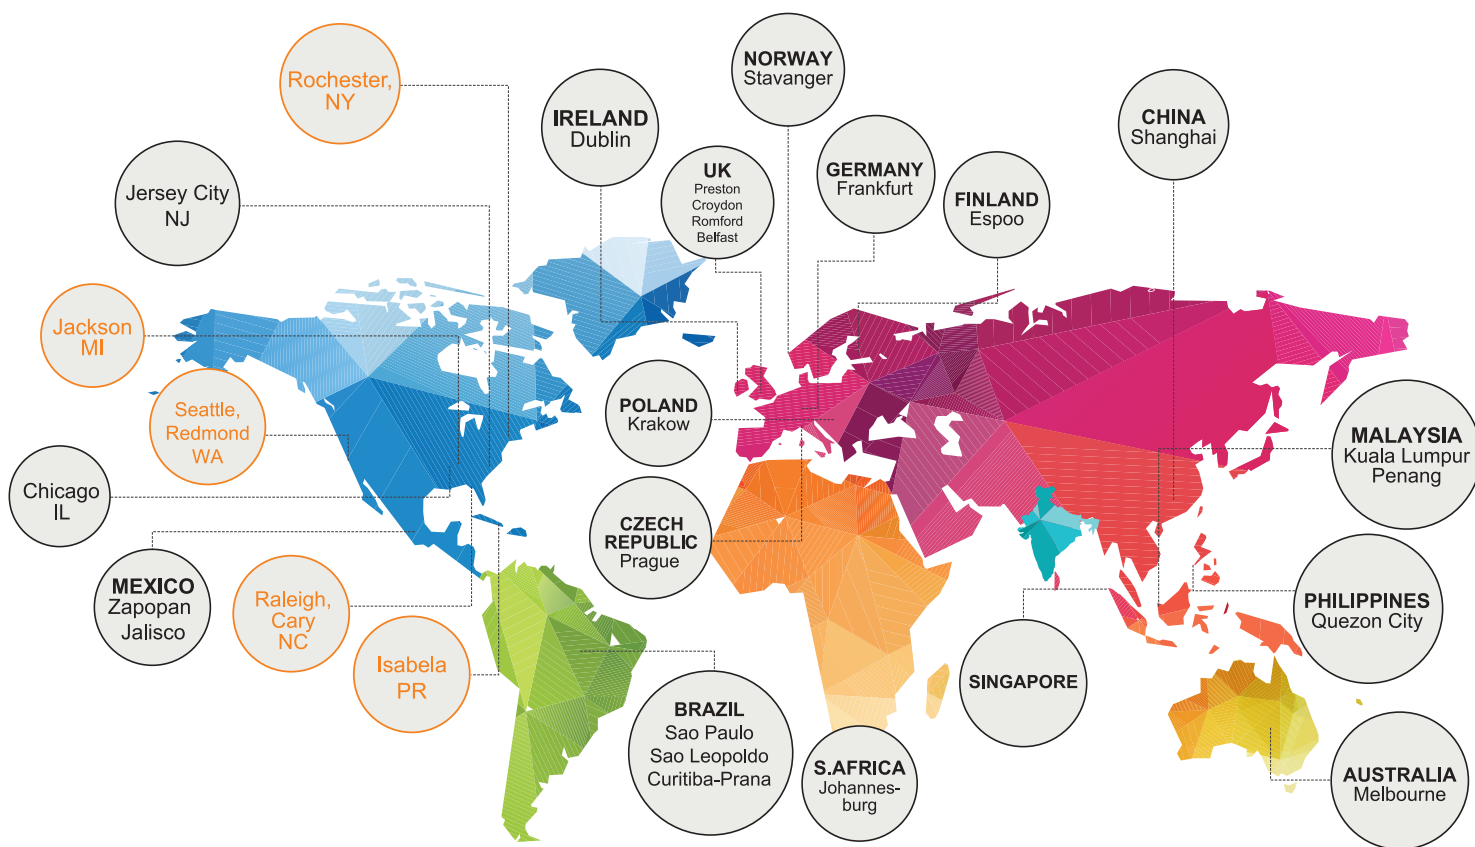 Rochester,
NY
NORWAY
Stavanger
IRELAND
Dublin
CHINA
Shanghai
UK
Preston
Croydon
Romford
Belfast
GERMANY
Frankfurt
FINLAND
Espoo
Jersey City
NJ
Jackson
MI
Seattle,
Redmond
WA
POLAND
Krakow
MALAYSIA
Kuala Lumpur
Penang
Chicago
IL
CZECH
REPUBLIC
Prague
MEXICO
Zapopan
Jalisco
Raleigh,
Cary
NC
PHILIPPINES
Quezon City
Isabela
PR
SINGAPORE
BRAZIL
Sao Paulo
Sao Leopoldo
Curitiba-Prana
S.AFRICA
Johannes-
burg
AUSTRALIA
Melbourne